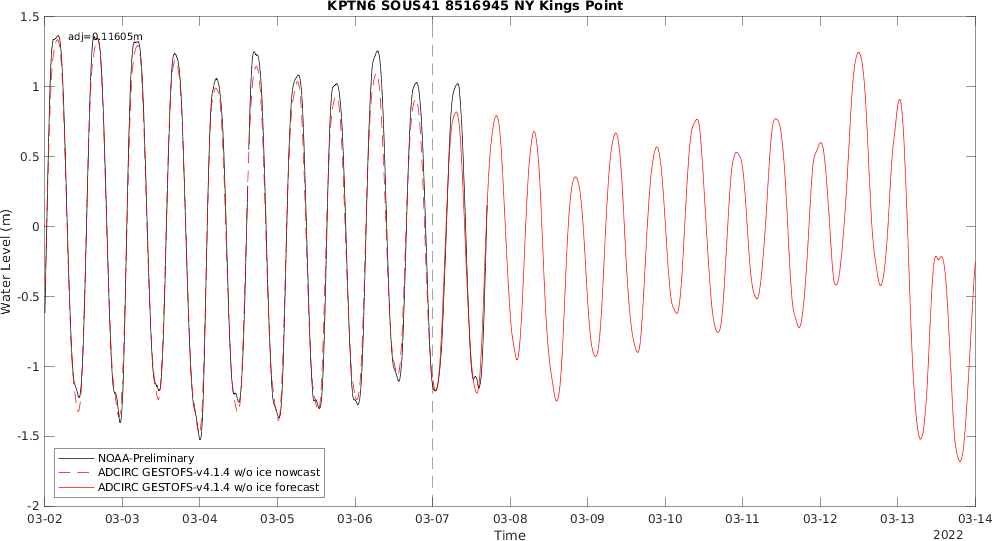 KPTN6 SOUS41 8516945 NY Kings Point
adj=0.11605m
1.5
1
0.5
0
-0.5
-1
-1.5
-2
Water Level (m)
NOAA-Preliminary
ADCIRC GESTOFS-v4.1.4 w/o ice nowcast
ADCIRC GESTOFS-v4.1.4 w/o ice forecast
03-02 03-03 03-04 03-05 03-06 03-07 03-08 03-09 03-10 03-11 03-12 03-13 03-14
Time
2022